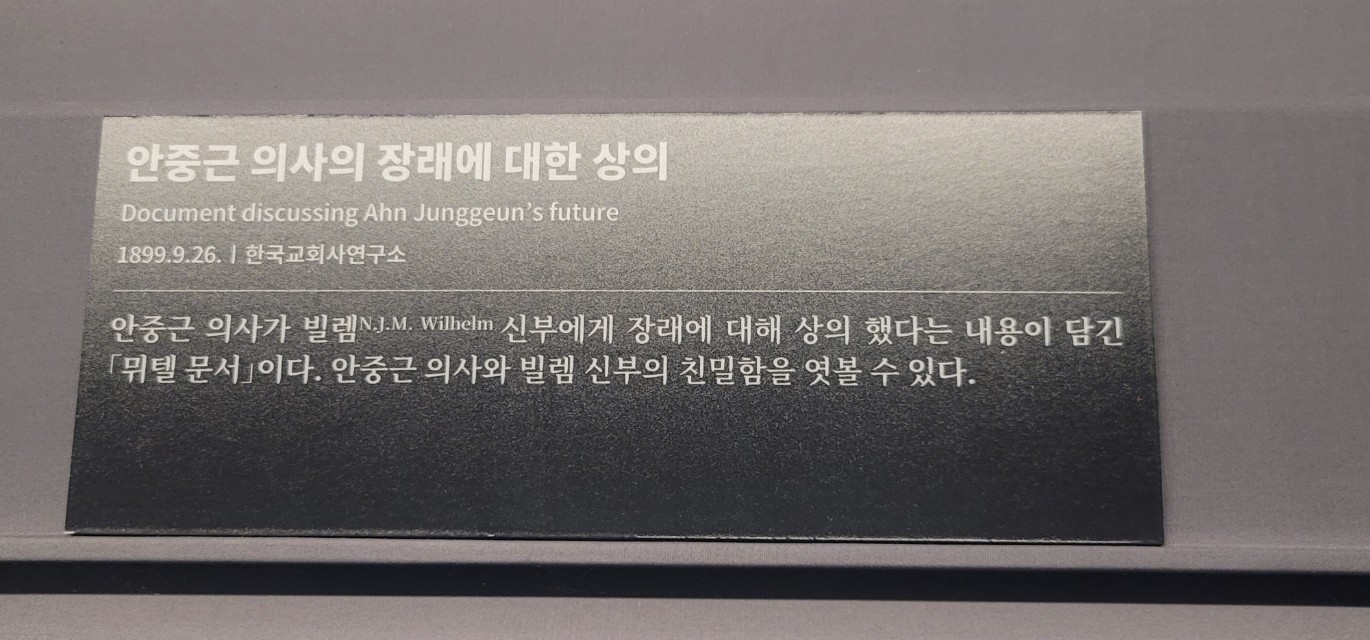 안중근 의사의 장래에 대한 상의
Document discussing Ahn Junggeun’s future
1899.9.26. | 한국교회사연구소
안중근 의사가 빌렘N.J.M. Wilhelm 신부에게 장래에 대해 상의 했다는 내용이 담긴
「뮈텔 문서」이다. 안중근 의사와 빌렘 신부의 친밀함을 엿볼 수 있다.